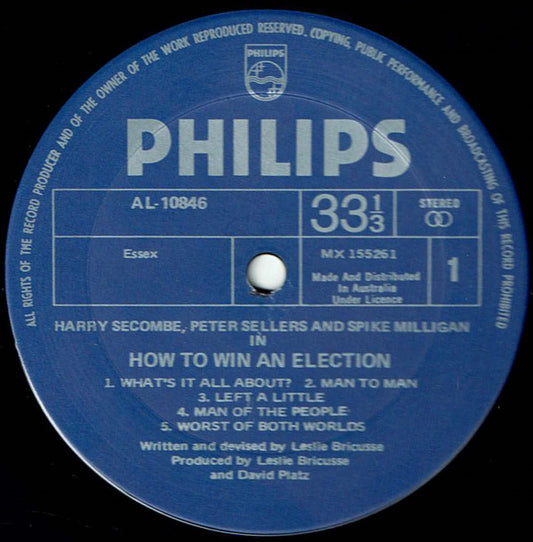 ALL RIGHTS OF THE RECORD PRODUCER AND OF THE OWNER OF THE WORK REPRODUCED RESERVED. COPYING, PUBLIC PERFORMANCE AND BROADCASTING OF THIS RECORD PROHIBITED
PHILIPS
PHILIPS
AL-10846
33⅓
STEREO
Essex
MX 155261
Made And Distributed
In Australia
Under Licence
1
HARRY SECOMBE, PETER SELLERS AND SPIKE MILLIGAN
IN
HOW TO WIN AN ELECTION
1. WHAT'S IT ALL ABOUT? 2. MAN TO MAN
3. LEFT A LITTLE
4. MAN OF THE PEOPLE
5. WORST OF BOTH WORLDS
Written and devised by Leslie Bricusse
Produced by Leslie Bricusse
and David Platz